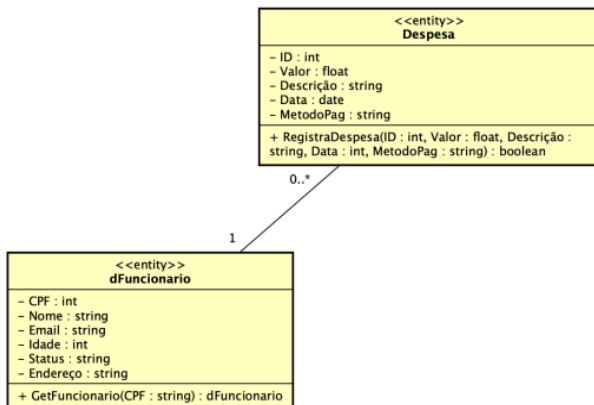 <<entity>>
Despesa
- ID : int
- Valor : float
- Descrição : string
- Data : date
- MetodoPag : string
+ RegistraDespesa(ID : int, Valor : float, Descrição :
string, Data : int, MetodoPag : string) : boolean
0..*
1
<<entity>>
dFuncionario
- CPF : int
- Nome : string
- Email : string
- Idade : int
- Status : string
- Endereço : string
+ GetFuncionario(CPF : string) : dFuncionario